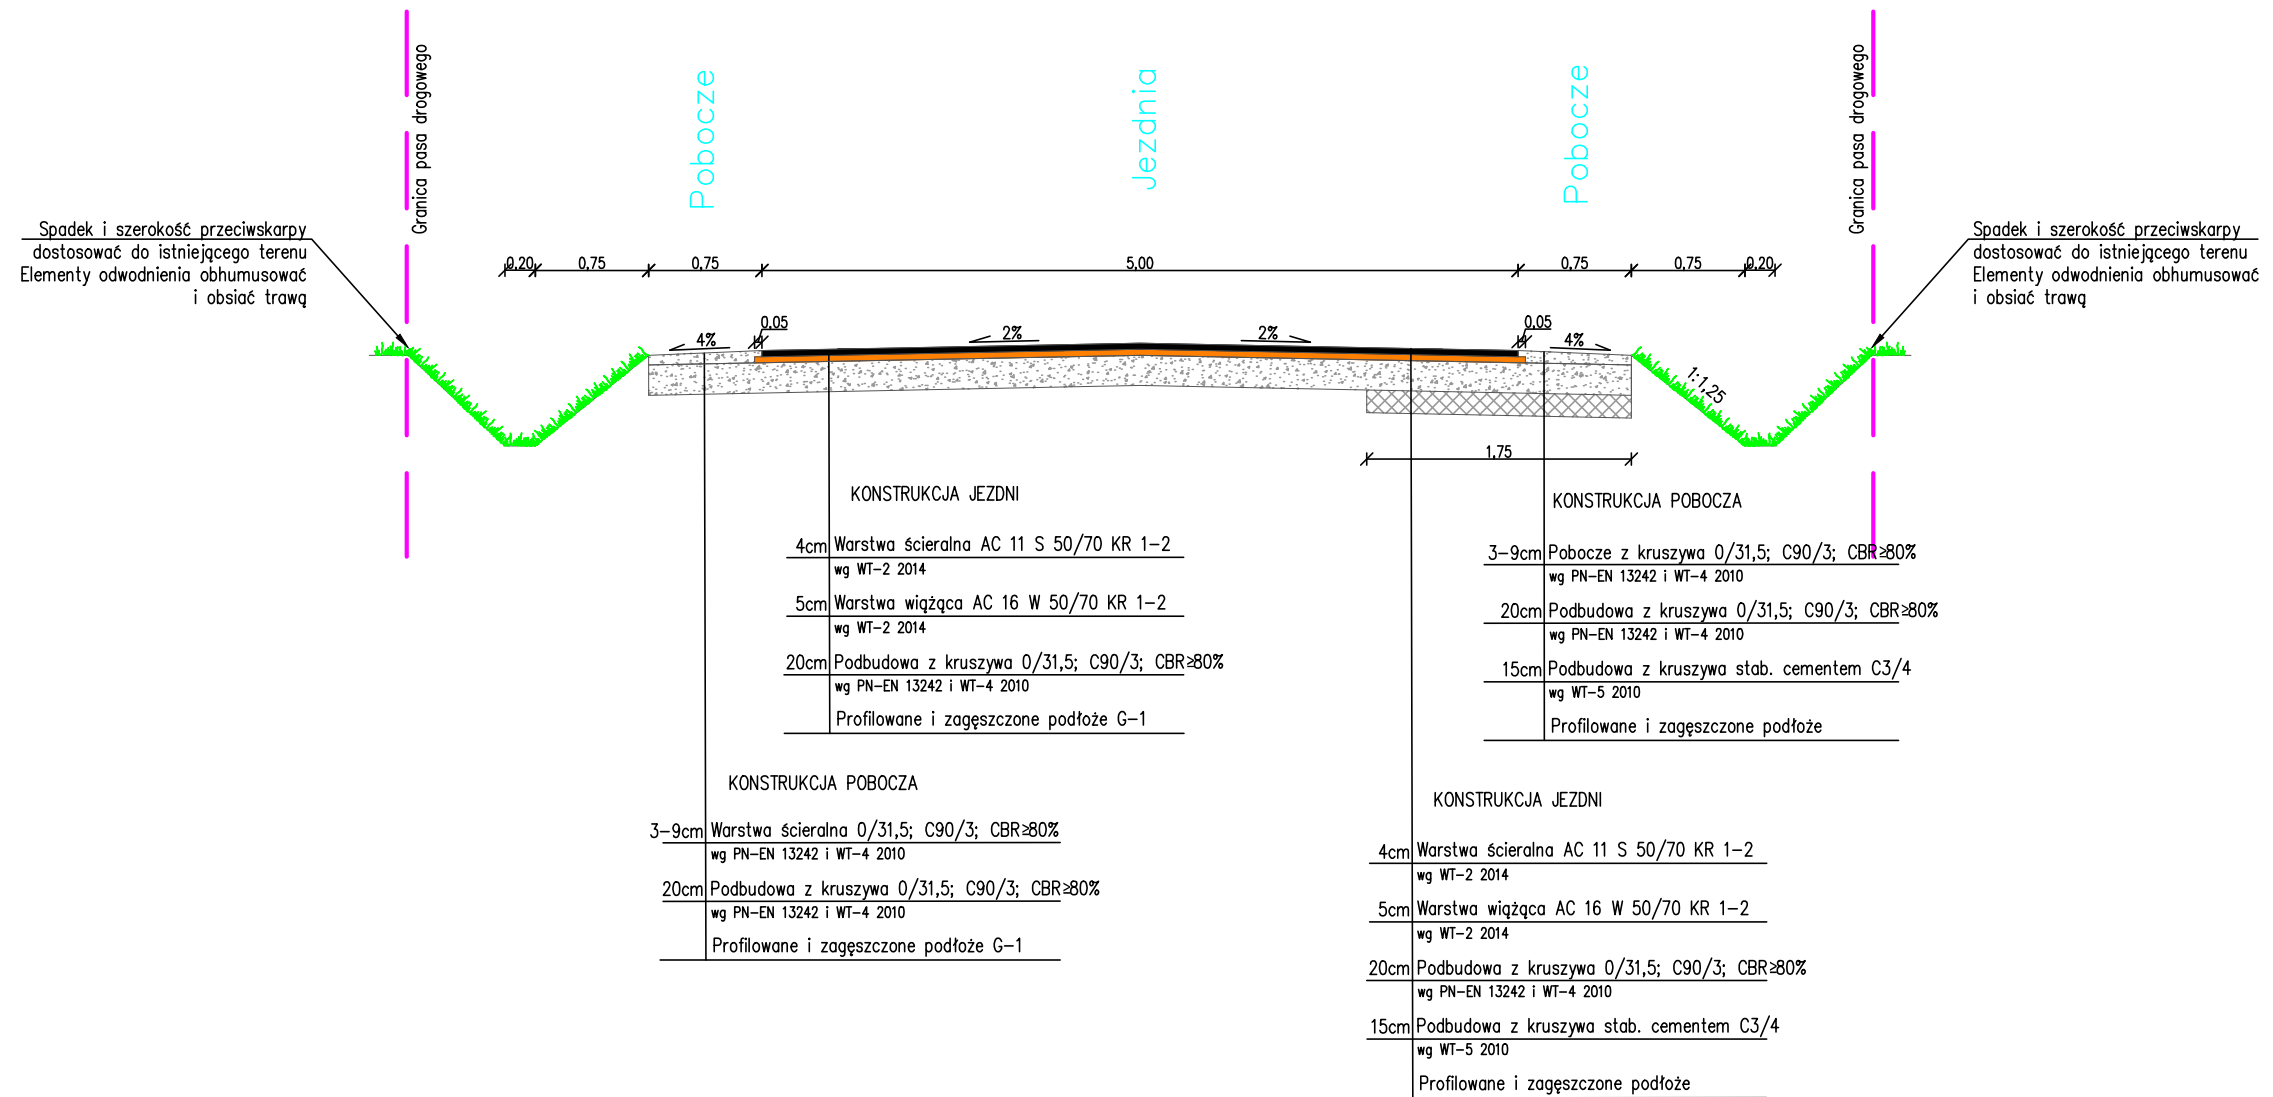 Granica pasa drogowego
Pobocze
Jezdnia
Pobocze
Granica pasa drogowego
Spadek i szerokość przeciwskarpy
dostosować do istniejącego terenu
Elementy odwodnienia obhumusować
i obsiać trawą
Spadek i szerokość przeciwskarpy
dostosować do istniejącego terenu
Elementy odwodnienia obhumusować
i obsiać trawą
0,20 0,75 0,75 5,00 0,75 0,75 0,20
0,05 0,05
4% 2% 2% 4%
1:1,25
1,75
KONSTRUKCJA JEZDNI
4cm Warstwa ścieralna AC 11 S 50/70 KR 1-2
wg WT-2 2014
5cm Warstwa wiążąca AC 16 W 50/70 KR 1-2
wg WT-2 2014
20cm Podbudowa z kruszywa 0/31,5; C90/3; CBR≥80%
wg PN-EN 13242 i WT-4 2010
Profilowane i zagęszczone podłoże G-1
KONSTRUKCJA POBOCZA
3-9cm Pobocze z kruszywa 0/31,5; C90/3; CBR≥80%
wg PN-EN 13242 i WT-4 2010
20cm Podbudowa z kruszywa 0/31,5; C90/3; CBR≥80%
wg PN-EN 13242 i WT-4 2010
15cm Podbudowa z kruszywa stab. cementem C3/4
wg WT-5 2010
Profilowane i zagęszczone podłoże
KONSTRUKCJA POBOCZA
3-9cm Warstwa ścieralna 0/31,5; C90/3; CBR≥80%
wg PN-EN 13242 i WT-4 2010
20cm Podbudowa z kruszywa 0/31,5; C90/3; CBR≥80%
wg PN-EN 13242 i WT-4 2010
Profilowane i zagęszczone podłoże G-1
KONSTRUKCJA JEZDNI
4cm Warstwa ścieralna AC 11 S 50/70 KR 1-2
wg WT-2 2014
5cm Warstwa wiążąca AC 16 W 50/70 KR 1-2
wg WT-2 2014
20cm Podbudowa z kruszywa 0/31,5; C90/3; CBR≥80%
wg PN-EN 13242 i WT-4 2010
15cm Podbudowa z kruszywa stab. cementem C3/4
wg WT-5 2010
Profilowane i zagęszczone podłoże